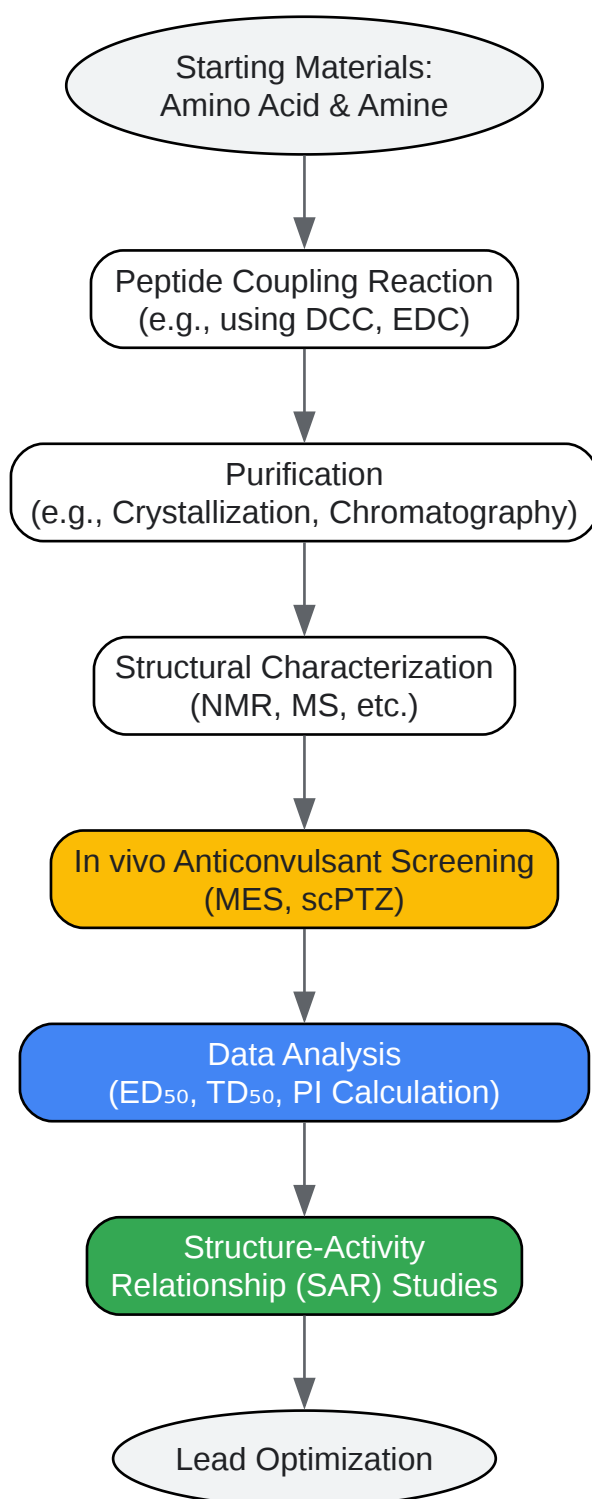 Starting Materials:
Amino Acid & Amine
Peptide Coupling Reaction
(e.g., using DCC, EDC)
Purification
(e.g., Crystallization, Chromatography)
Structural Characterization
(NMR, MS, etc.)
In vivo Anticonvulsant Screening
(MES, scPTZ)
Data Analysis
(ED₅₀, TD₅₀, PI Calculation)
Structure-Activity
Relationship (SAR) Studies
Lead Optimization